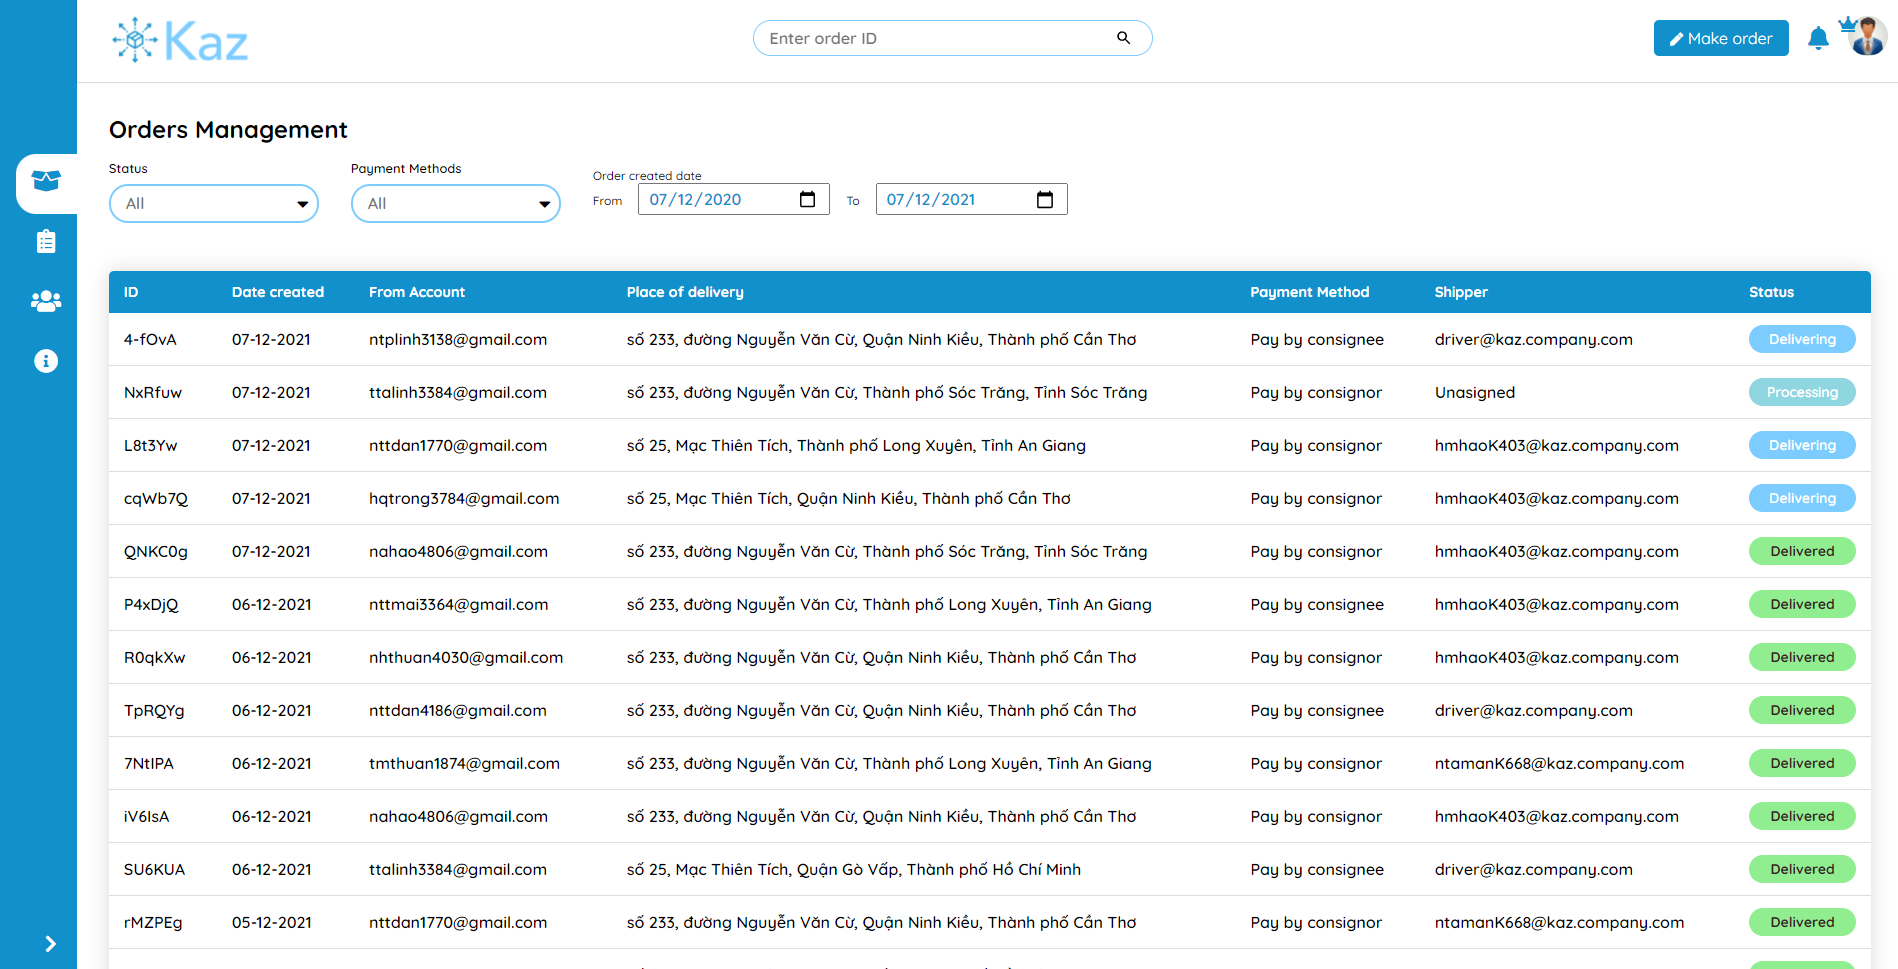 Kaz
Enter order ID
Make order
Orders Management
Status
Payment Methods
Order created date
All
All
From 07/12/2020 To 07/12/2021
ID Date created From Account Place of delivery Payment Method Shipper Status
4-fOvA 07-12-2021 ntplinh3138@gmail.com số 233, đường Nguyễn Văn Cừ, Quận Ninh Kiều, Thành phố Cần Thơ Pay by consignee driver@kaz.company.com Delivering
NxRfuw 07-12-2021 ttalinh3384@gmail.com số 233, đường Nguyễn Văn Cừ, Thành phố Sóc Trăng, Tỉnh Sóc Trăng Pay by consignor Unasigned Processing
L8t3Yw 07-12-2021 nttdan1770@gmail.com số 25, Mạc Thiên Tích, Thành phố Long Xuyên, Tỉnh An Giang Pay by consignor hmhaoK403@kaz.company.com Delivering
cqWb7Q 07-12-2021 hqtrong3784@gmail.com số 25, Mạc Thiên Tích, Quận Ninh Kiều, Thành phố Cần Thơ Pay by consignor hmhaoK403@kaz.company.com Delivering
QNKC0g 07-12-2021 nahao4806@gmail.com số 233, đường Nguyễn Văn Cừ, Thành phố Sóc Trăng, Tỉnh Sóc Trăng Pay by consignor hmhaoK403@kaz.company.com Delivered
P4xDjQ 06-12-2021 nttmai3364@gmail.com số 233, đường Nguyễn Văn Cừ, Thành phố Long Xuyên, Tỉnh An Giang Pay by consignee hmhaoK403@kaz.company.com Delivered
R0qkXw 06-12-2021 nhthuan4030@gmail.com số 233, đường Nguyễn Văn Cừ, Quận Ninh Kiều, Thành phố Cần Thơ Pay by consignor hmhaoK403@kaz.company.com Delivered
TpRQYg 06-12-2021 nttdan4186@gmail.com số 233, đường Nguyễn Văn Cừ, Quận Ninh Kiều, Thành phố Cần Thơ Pay by consignee driver@kaz.company.com Delivered
7NtIPA 06-12-2021 tmthuan1874@gmail.com số 233, đường Nguyễn Văn Cừ, Thành phố Long Xuyên, Tỉnh An Giang Pay by consignor ntamanK668@kaz.company.com Delivered
iV6IsA 06-12-2021 nahao4806@gmail.com số 233, đường Nguyễn Văn Cừ, Quận Ninh Kiều, Thành phố Cần Thơ Pay by consignor hmhaoK403@kaz.company.com Delivered
SU6KUA 06-12-2021 ttalinh3384@gmail.com số 25, Mạc Thiên Tích, Quận Gò Vấp, Thành phố Hồ Chí Minh Pay by consignee driver@kaz.company.com Delivered
rMZPEg 05-12-2021 nttdan1770@gmail.com số 233, đường Nguyễn Văn Cừ, Quận Ninh Kiều, Thành phố Cần Thơ Pay by consignor ntamanK668@kaz.company.com Delivered